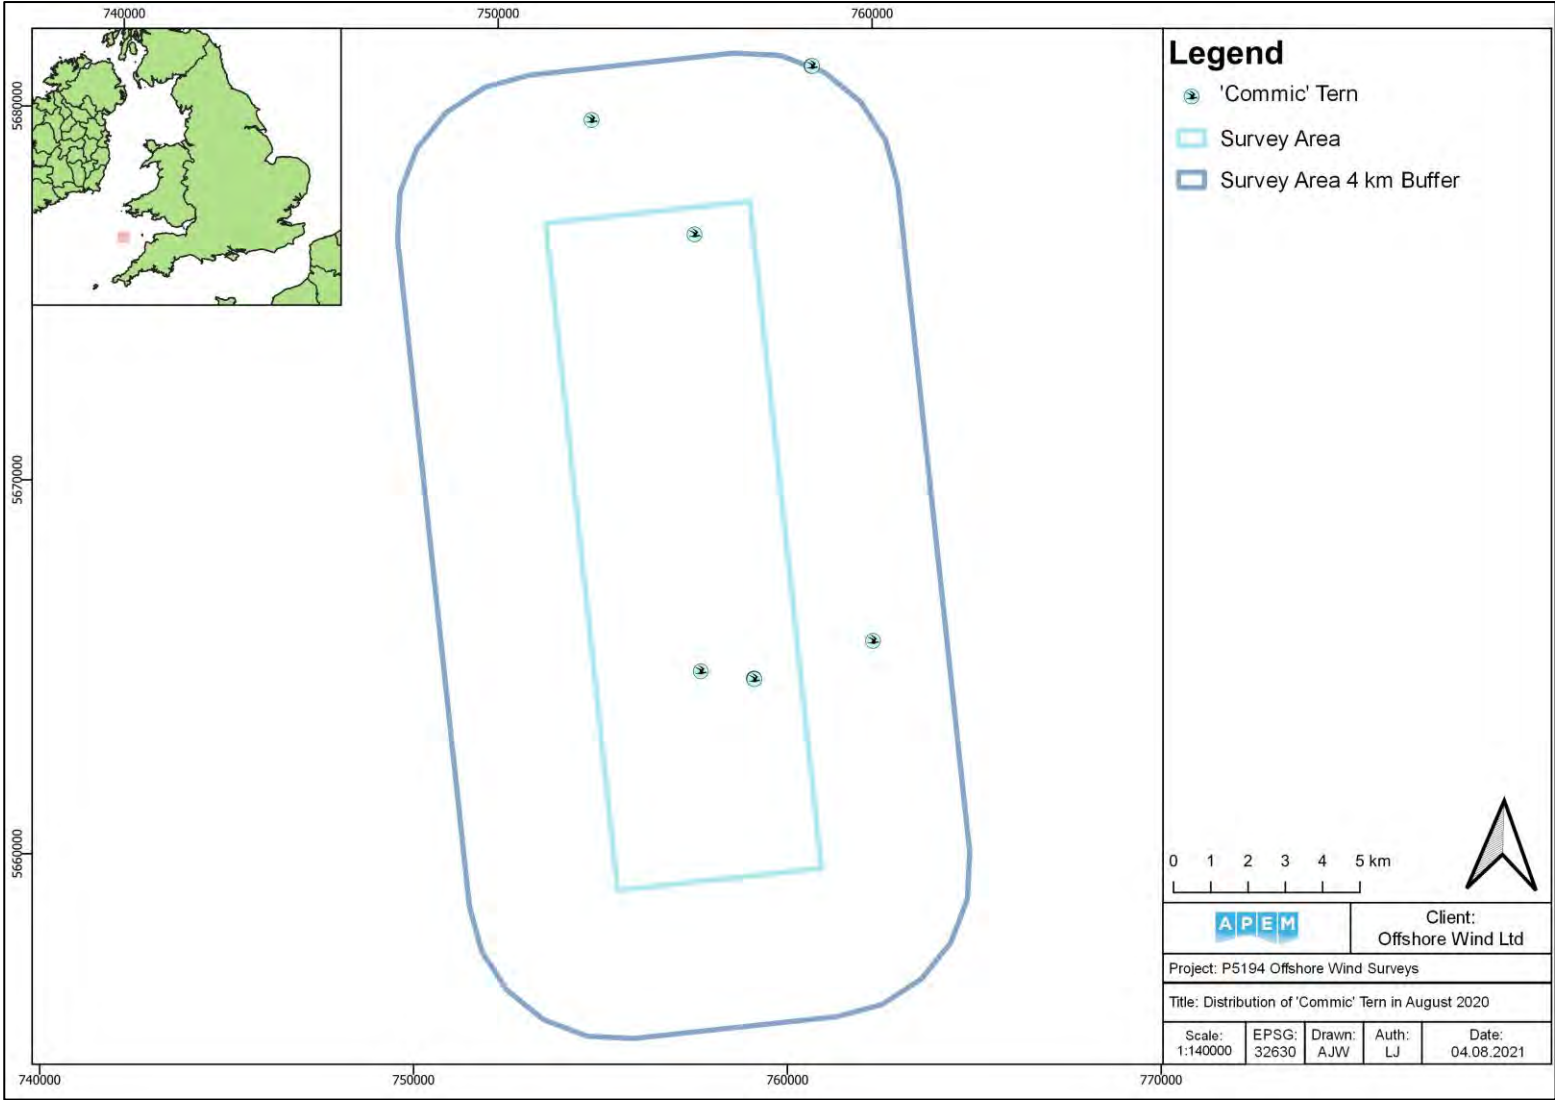 740000
750000
760000
5680000
5670000
5660000
740000
750000
760000
770000
Legend
'Commic' Tern
Survey Area
Survey Area 4 km Buffer
0 1 2 3 4 5 km
APEM
Client:
Offshore Wind Ltd
Project: P5194 Offshore Wind Surveys
Title: Distribution of 'Commic' Tern in August 2020
Scale:
1:140000
EPSG:
32630
Drawn:
AJW
Auth:
LJ
Date:
04.08.2021